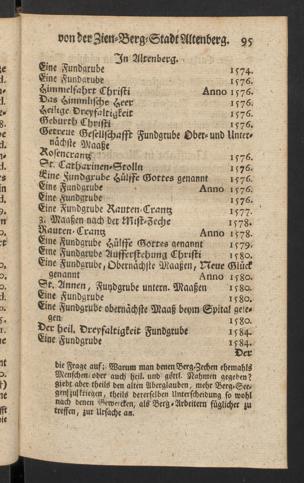 von der Zien-Berg-Stadt Altenberg. 95
In Altenberg.
Eine Fundgrube 1574.
Eine Fundgrube 1576.
Himmelfahrt Christi Anno 1576.
Das Himmlische Heer 1576.
Heilige Dreyfaltigkeit 1576.
Geburth Christi 1576.
Getreue Gesellschafft Fundgrube Ober- und Unter-
nächste Maaße
Rosencrantz 1576.
St. Catharinen-Stolln 1576.
Eine Fundgrube Hülffe Gottes genannt 1576.
Eine Fundgrube Anno 1576.
Eine Fundgrube 1576.
Eine Fundgrube Rauten-Crantz 1577.
3. Maaßen nach der Mist-Zeche 1578.
Rauten-Crantz Anno 1578.
Eine Fundgrube Hülffe Gottes genannt 1579.
Eine Fundgrube Aufferstehung Christi 1580.
Eine Fundgrube, Obernächste Maaßen, Neue Glück
genannt Anno 1580.
St. Annen, Fundgrube untern. Maaßen 1580.
Eine Fundgrube 1580.
Eine Fundgrube obernächste Maaß beym Spital gele-
gen 1580.
Der heil. Dreyfaltigkeit Fundgrube 1584.
Eine Fundgrube 1584.
Der
die Frage auf: Warum man denen Berg-Zechen ehemahls
Menschen oder auch heil. und göttl. Nahmen gegeben?
giebt aber theils den alten Aberglauben, mehr Berg-See-
gen zu kriegen, theils dererselben Unterscheidung so wohl
nach denen Gewercken, als Berg-Arbeitern füglicher zu
treffen, zur Ursache an.